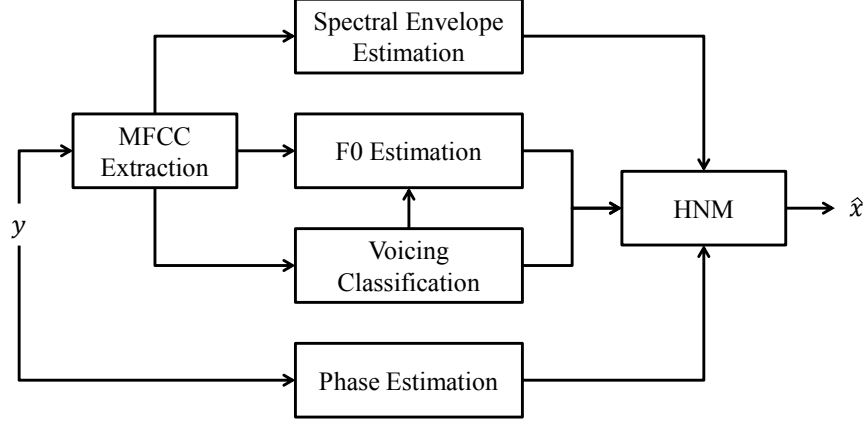 Spectral Envelope
Estimation
MFCC
Extraction
F0 Estimation
HNM
x̂
y
Voicing
Classification
Phase Estimation